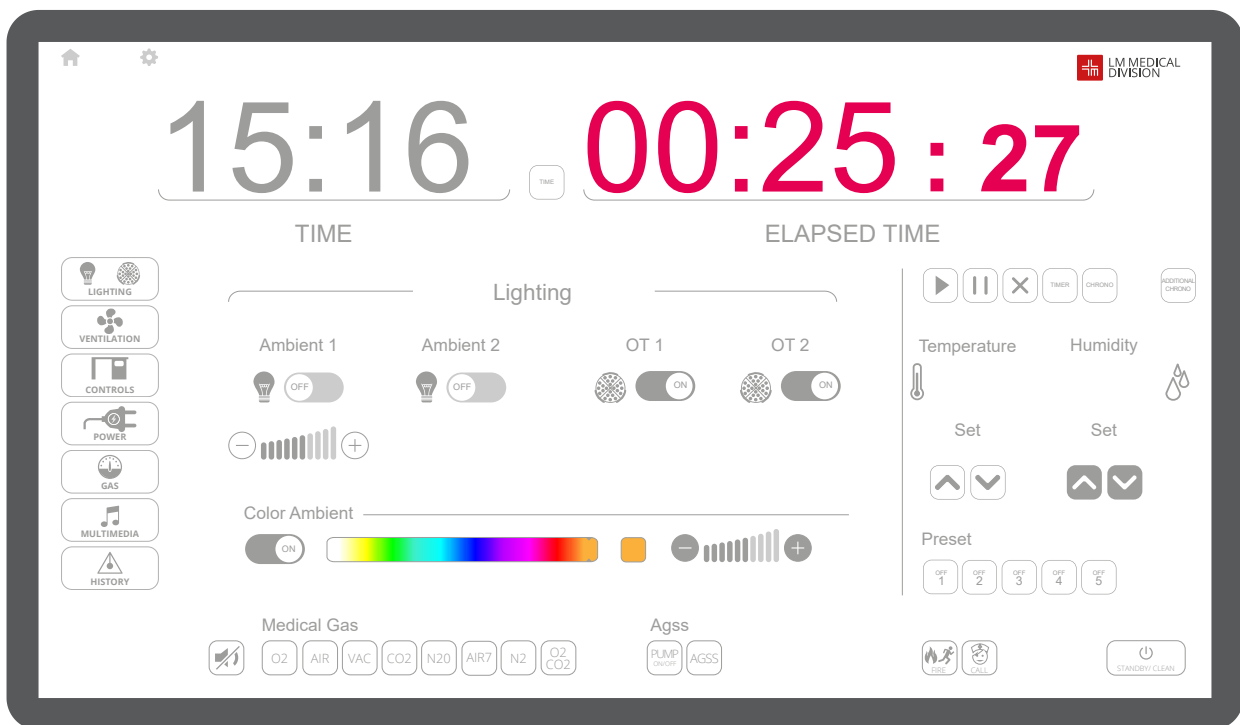 LM MEDICAL
DIVISION
15:16
TIME
00:25 : 27
TIME
ELAPSED TIME
LIGHTING
VENTILATION
CONTROLS
POWER
GAS
MULTIMEDIA
HISTORY
Lighting
Ambient 1
Ambient 2
OT 1
OT 2
OFF
OFF
ON
ON
Color Ambient
ON
TIMER
CHRONO
ADDITIONAL
CHRONO
Temperature
Humidity
Set
Set
Preset
OFF
1
OFF
2
OFF
3
OFF
4
OFF
5
Medical Gas
O2
AIR
VAC
CO2
N20
AIR7
N2
O2
CO2
Agss
PUMP
ON/OFF
AGSS
FIRE
CALL
STANDBY/ CLEAN